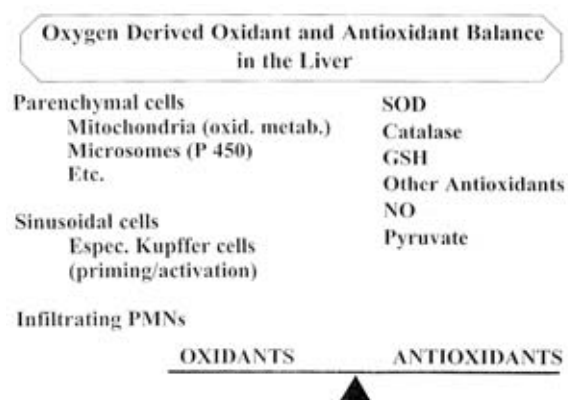 Oxygen Derived Oxidant and Antioxidant Balance
in the Liver
Parenchymal cells
Mitochondria (oxid. metab.)
Microsomes (P 450)
Etc.
Sinusoidal cells
Espec. Kupffer cells
(priming/activation)
Infiltrating PMNs
SOD
Catalase
GSH
Other Antioxidants
NO
Pyruvate
OXIDANTS
ANTIOXIDANTS